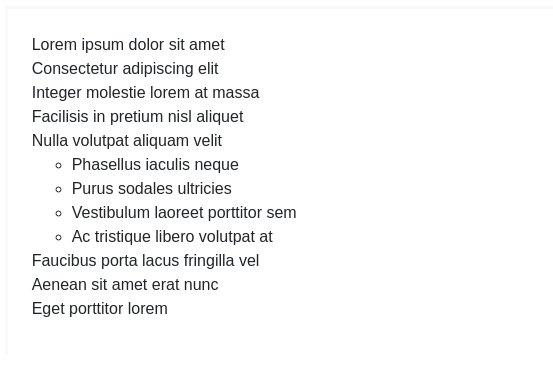 Lorem ipsum dolor sit amet
Consectetur adipiscing elit
Integer molestie lorem at massa
Facilisis in pretium nisl aliquet
Nulla volutpat aliquam velit
Phasellus iaculis neque
Purus sodales ultricies
Vestibulum laoreet porttitor sem
Ac tristique libero volutpat at
Faucibus porta lacus fringilla vel
Aenean sit amet erat nunc
Eget porttitor lorem